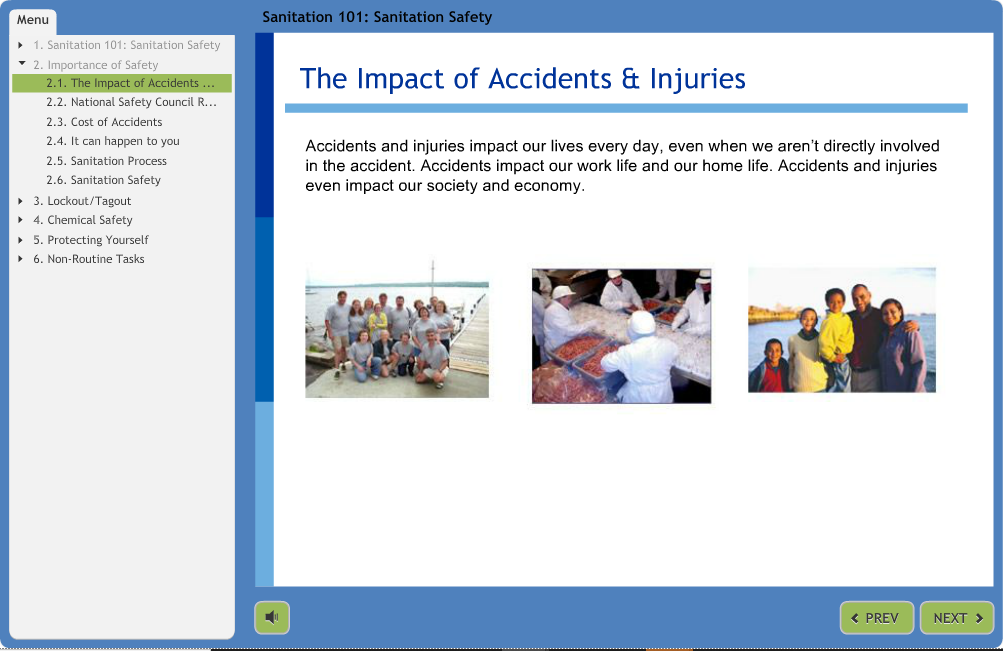 Menu
1. Sanitation 101: Sanitation Safety
2. Importance of Safety
2.1. The Impact of Accidents ...
2.2. National Safety Council R...
2.3. Cost of Accidents
2.4. It can happen to you
2.5. Sanitation Process
2.6. Sanitation Safety
3. Lockout/Tagout
4. Chemical Safety
5. Protecting Yourself
6. Non-Routine Tasks
Sanitation 101: Sanitation Safety
The Impact of Accidents & Injuries
Accidents and injuries impact our lives every day, even when we aren’t directly involved
in the accident. Accidents impact our work life and our home life. Accidents and injuries
even impact our society and economy.
PREV
NEXT